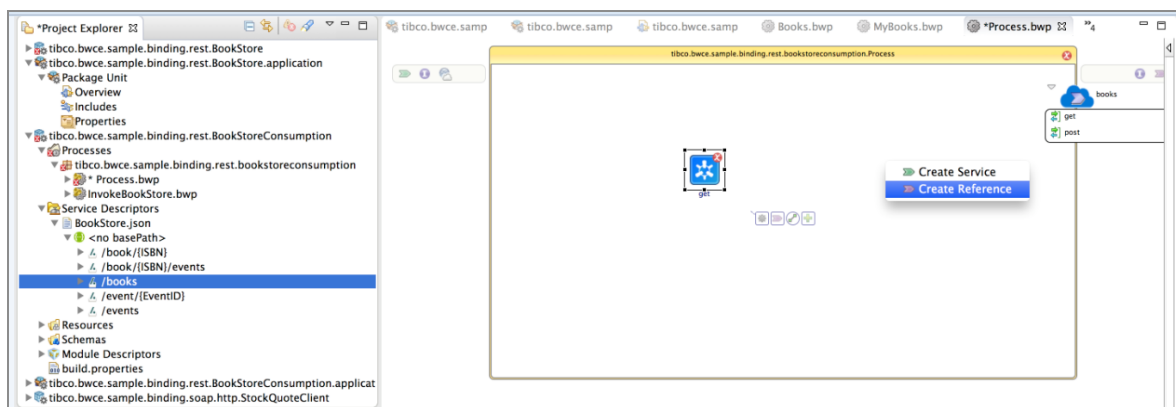 *Project Explorer
tibco.bwce.sample.binding.rest.BookStore
tibco.bwce.sample.binding.rest.BookStore.application
Package Unit
Overview
Includes
Properties
tibco.bwce.sample.binding.rest.BookStoreConsumption
Processes
tibco.bwce.sample.binding.rest.bookstoreconsumption
* Process.bwp
InvokeBookStore.bwp
Service Descriptors
BookStore.json
<no basePath>
/book/{ISBN}
/book/{ISBN}/events
/books
/event/{EventID}
/events
Resources
Schemas
Module Descriptors
build.properties
tibco.bwce.sample.binding.rest.BookStoreConsumption.applicat
tibco.bwce.sample.binding.soap.http.StockQuoteClient
tibco.bwce.samp tibco.bwce.samp tibco.bwce.samp Books.bwp MyBooks.bwp *Process.bwp »4
tibco.bwce.sample.binding.rest.bookstoreconsumption.Process
books
get
post
get
Create Service
Create Reference